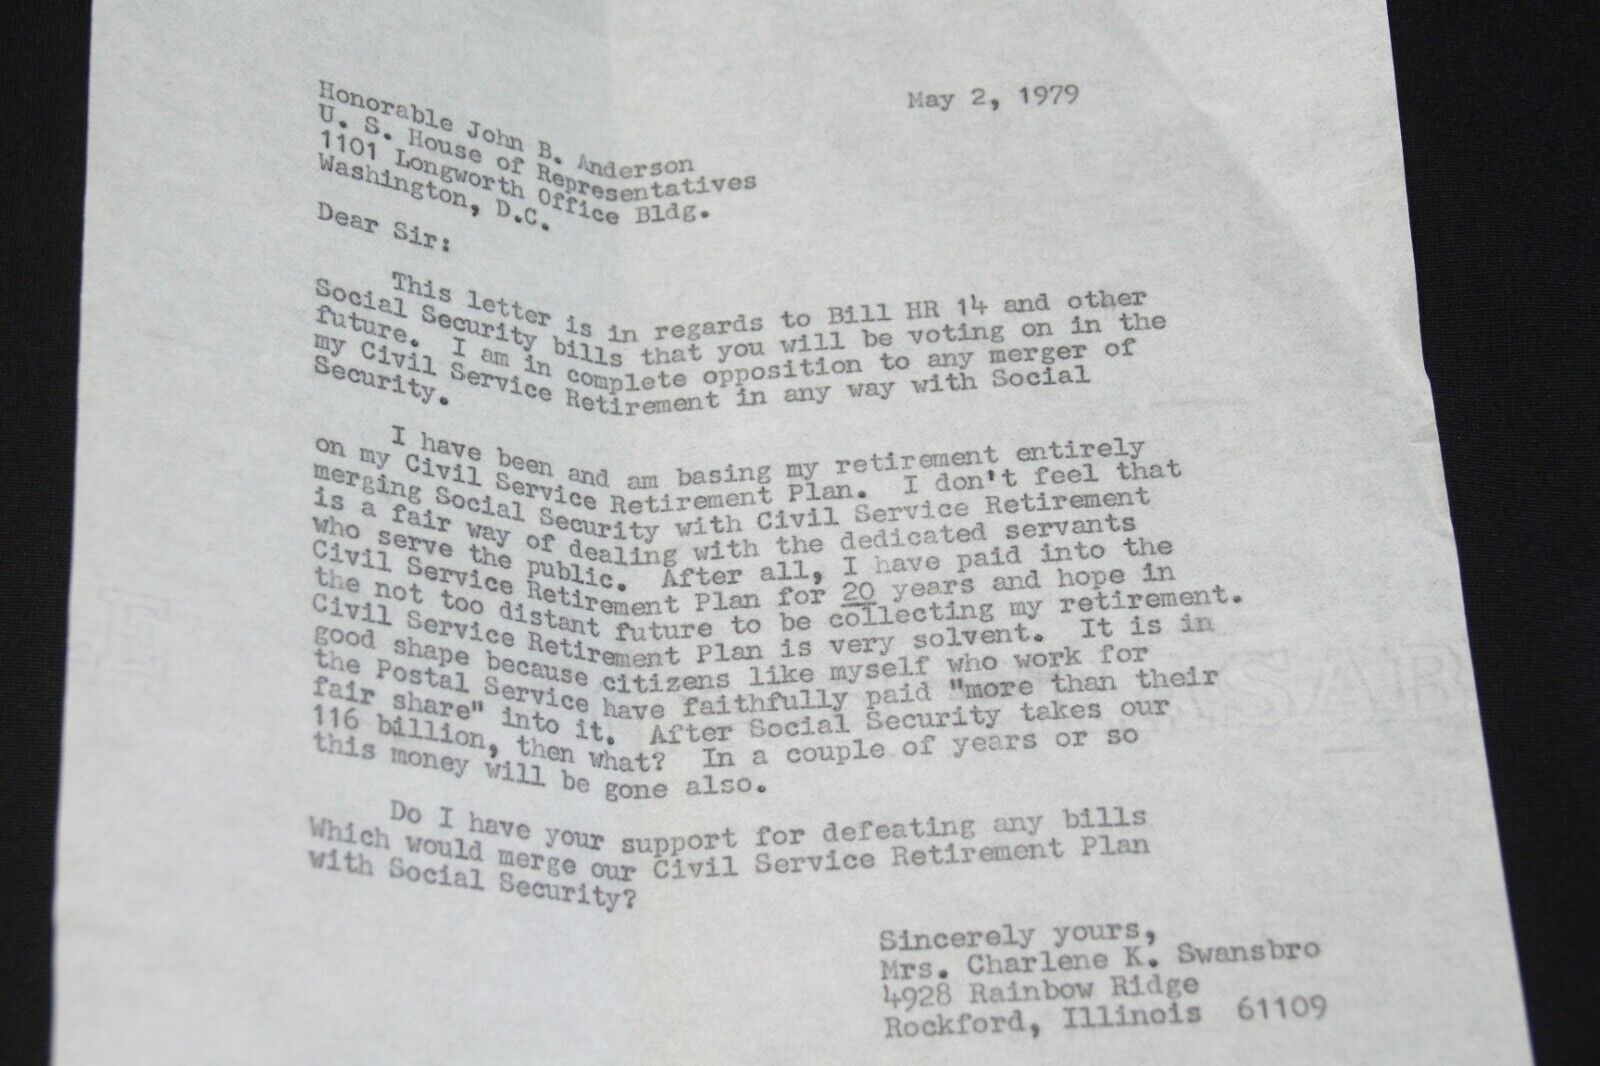 May 2, 1979
Honorable John B. Anderson
U. S. House of Representatives
1101 Longworth Office Bldg.
Washington, D.C.
Dear Sir:
This letter is in regards to Bill HR 14 and other
Social Security bills that you will be voting on in the
future. I am in complete opposition to any merger of
my Civil Service Retirement in any way with Social
Security.
I have been and am basing my retirement entirely
on my Civil Service Retirement Plan. I don't feel that
merging Social Security with Civil Service Retirement
is a fair way of dealing with the dedicated servants
who serve the public. After all, I have paid into the
Civil Service Retirement Plan for 20 years and hope in
the not too distant future to be collecting my retirement.
Civil Service Retirement Plan is very solvent. It is in
good shape because citizens like myself who work for
the Postal Service have faithfully paid "more than their
fair share" into it. After Social Security takes our
116 billion, then what? In a couple of years or so
this money will be gone also.
Do I have your support for defeating any bills
Which would merge our Civil Service Retirement Plan
with Social Security?
Sincerely yours,
Mrs. Charlene K. Swansbro
4928 Rainbow Ridge
Rockford, Illinois 61109